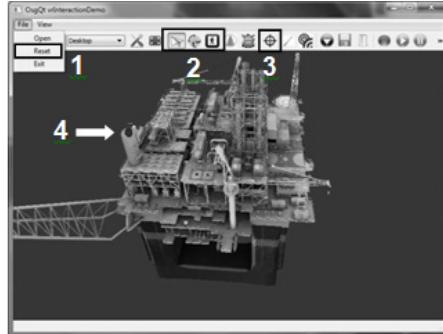 OsgQt vrInteractionDemo
File View
Open
Reset
Exit
Desktop
1
2
3
4